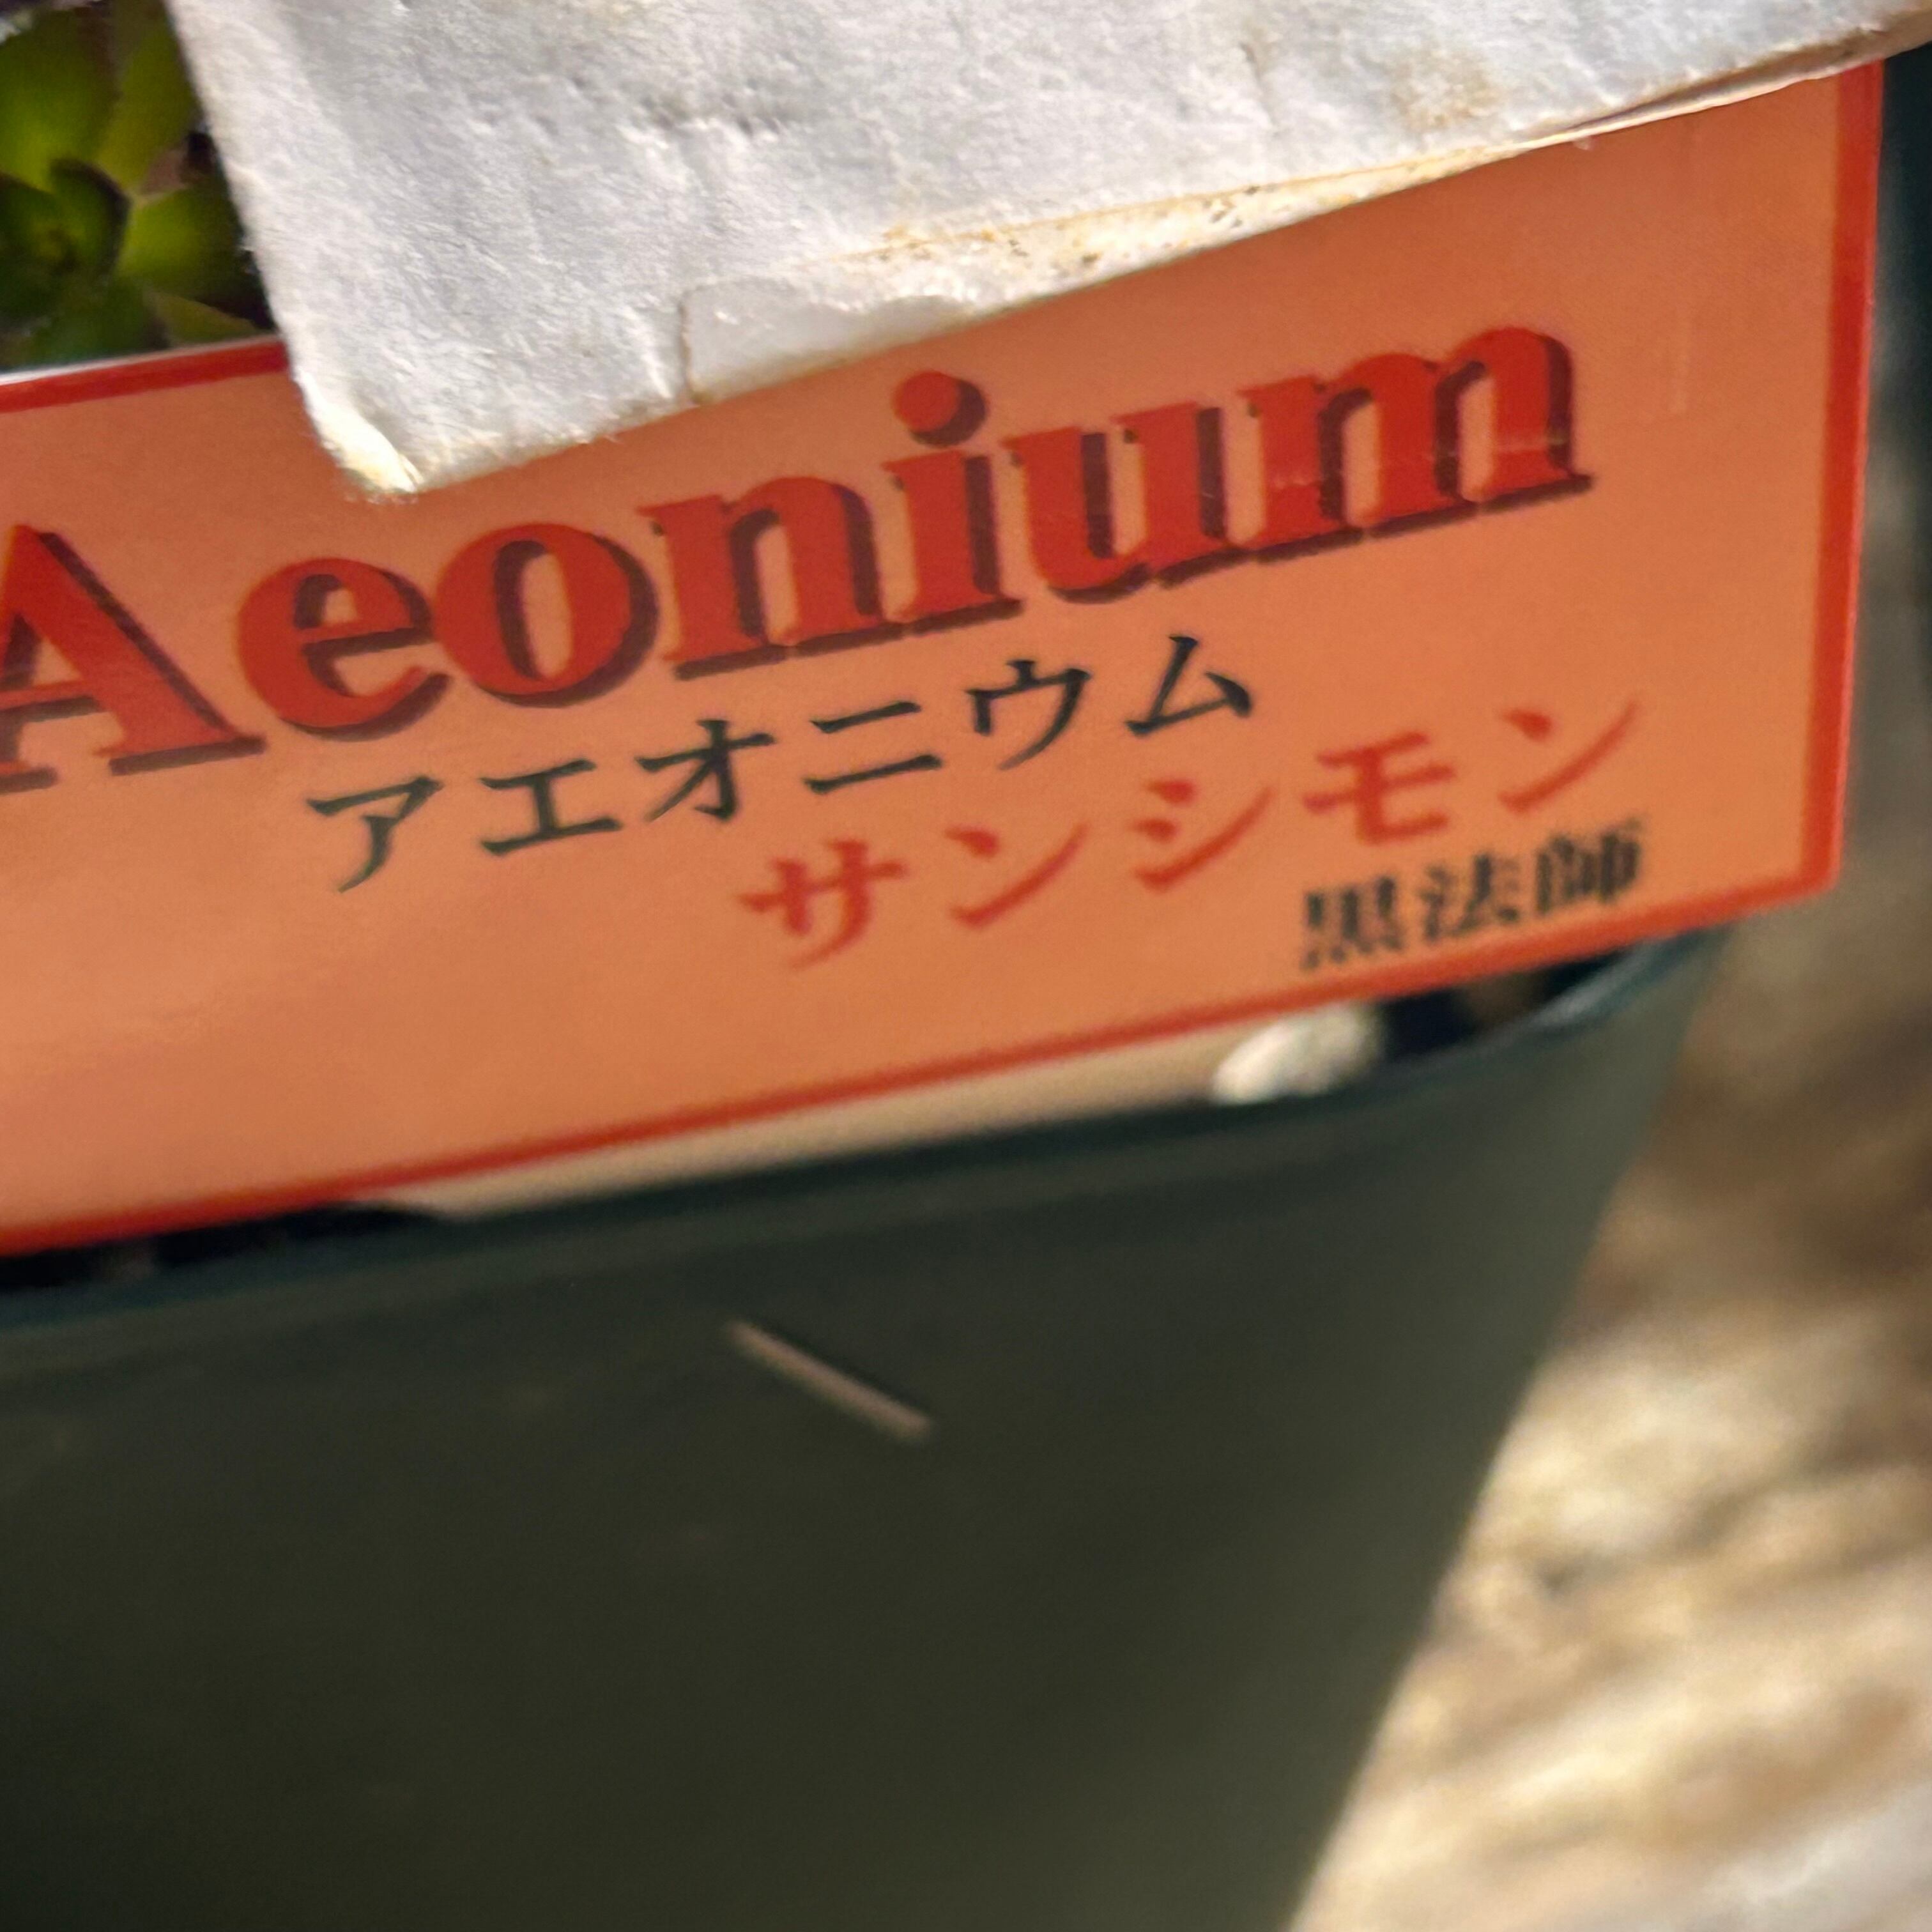 Aeonium
アエオニウム
サンシモン
黒法師